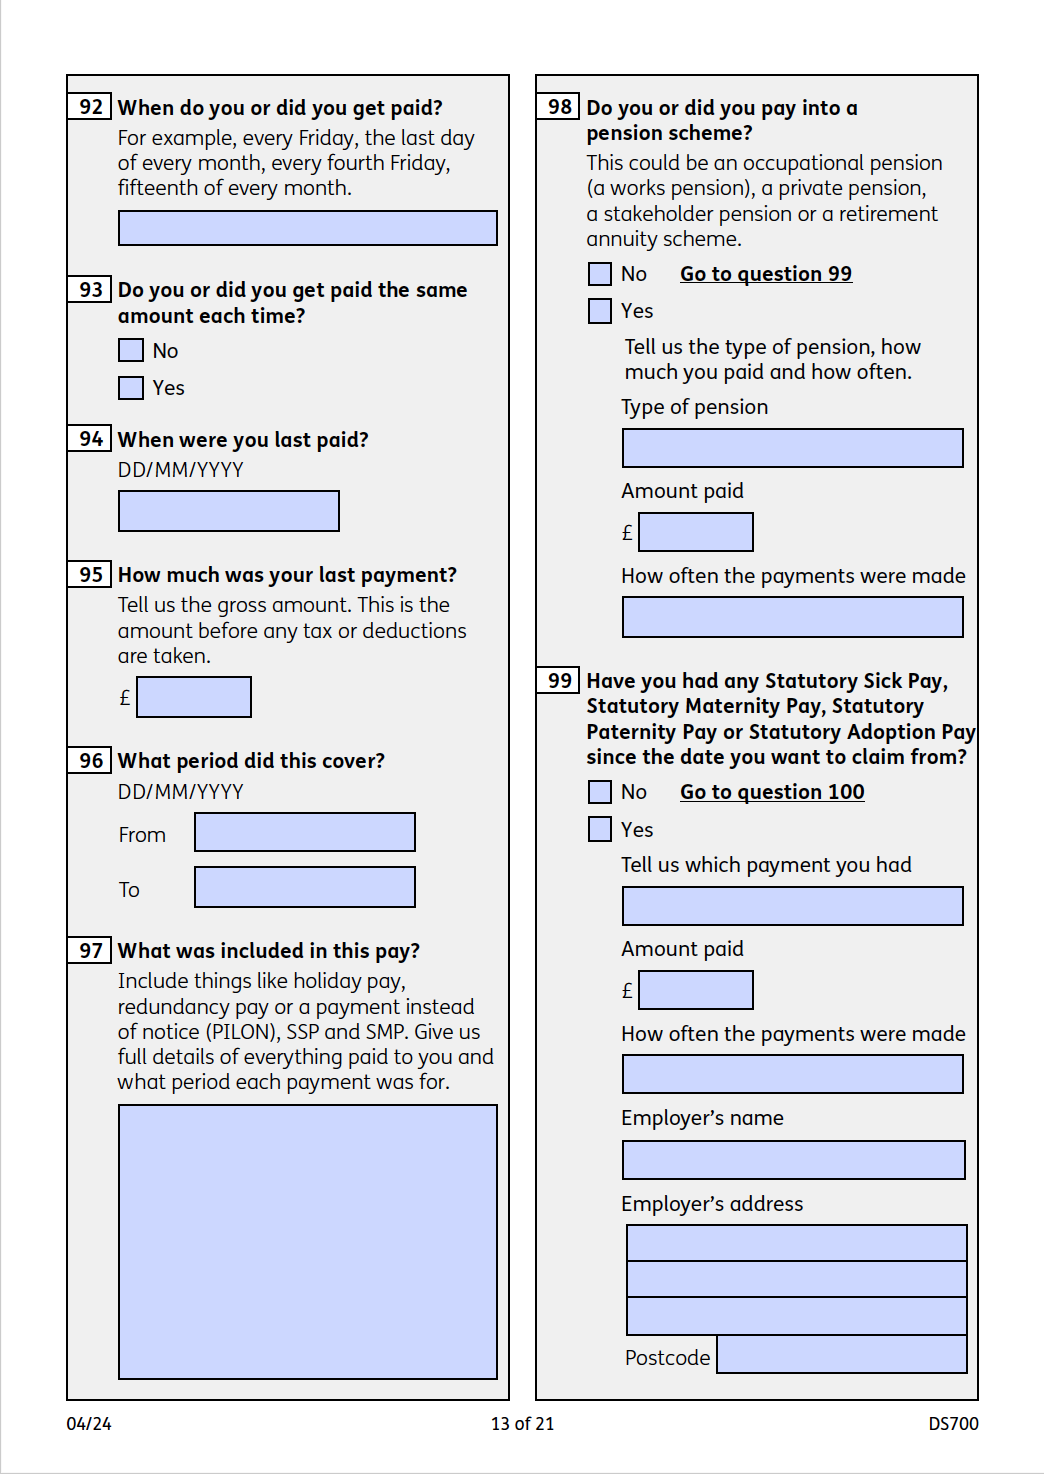 92 When do you or did you get paid?
For example, every Friday, the last day
of every month, every fourth Friday,
fifteenth of every month.
93 Do you or did you get paid the same
amount each time?
No
Yes
94 When were you last paid?
DD/MM/YYYY
95 How much was your last payment?
Tell us the gross amount. This is the
amount before any tax or deductions
are taken.
£
96 What period did this cover?
DD/MM/YYYY
From
To
97 What was included in this pay?
Include things like holiday pay,
redundancy pay or a payment instead
of notice (PILON), SSP and SMP. Give us
full details of everything paid to you and
what period each payment was for.
98 Do you or did you pay into a
pension scheme?
This could be an occupational pension
(a works pension), a private pension,
a stakeholder pension or a retirement
annuity scheme.
No Go to question 99
Yes
Tell us the type of pension, how
much you paid and how often.
Type of pension
Amount paid
£
How often the payments were made
99 Have you had any Statutory Sick Pay,
Statutory Maternity Pay, Statutory
Paternity Pay or Statutory Adoption Pay
since the date you want to claim from?
No Go to question 100
Yes
Tell us which payment you had
Amount paid
£
How often the payments were made
Employer’s name
Employer’s address
Postcode
04/24 13 of 21 DS700